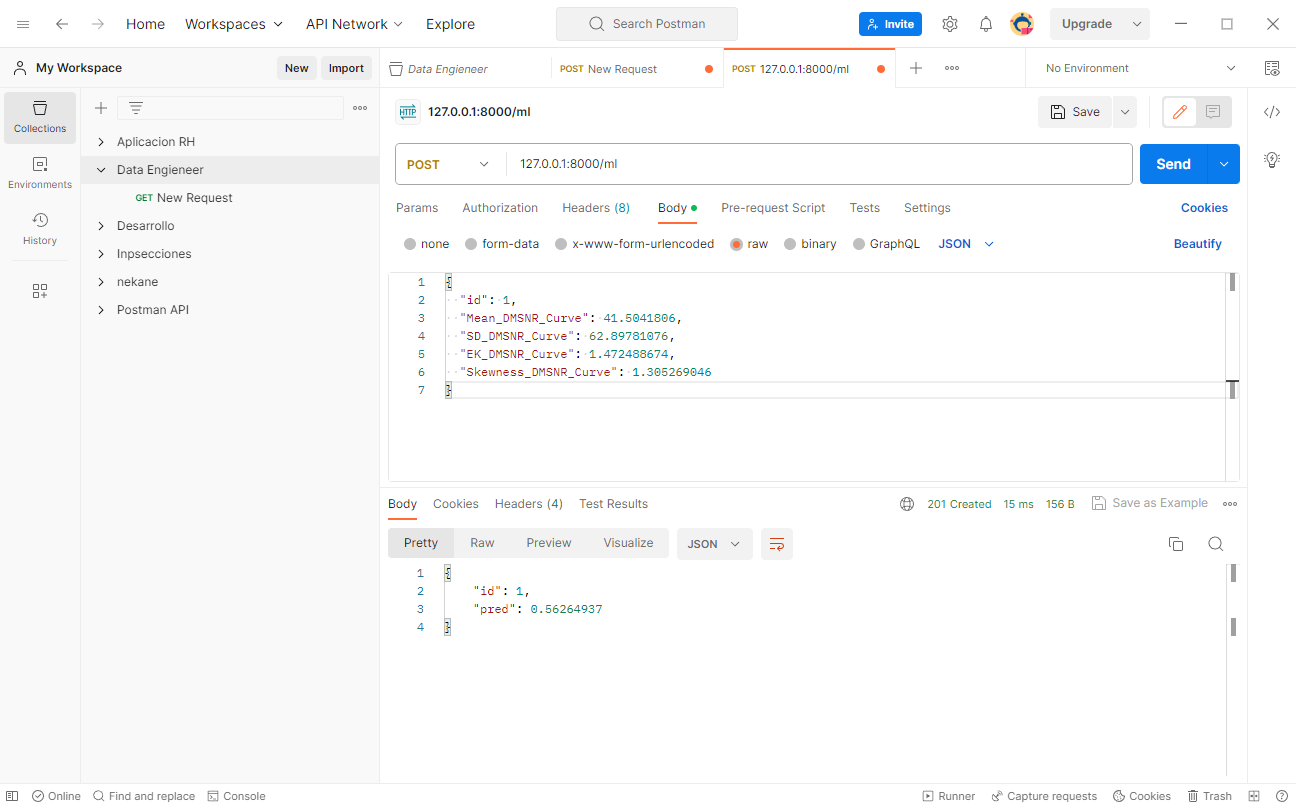 Home Workspaces API Network Explore Search Postman Invite Upgrade
My Workspace New Import Data Engieneer POST New Request POST 127.0.0.1:8000/ml No Environment
Collections
Environments
History
Aplicacion RH
Data Engieneer
GET New Request
Desarrollo
Inpsecciones
nekane
Postman API
HTTP 127.0.0.1:8000/ml Save </>
POST 127.0.0.1:8000/ml Send
Params Authorization Headers (8) Body Pre-request Script Tests Settings Cookies
none form-data x-www-form-urlencoded raw binary GraphQL JSON Beautify
1 {
2 "id": 1,
3 "Mean_DMSNR_Curve": 41.5041806,
4 "SD_DMSNR_Curve": 62.89781076,
5 "EK_DMSNR_Curve": 1.472488674,
6 "Skewness_DMSNR_Curve": 1.305269046
7 }
Body Cookies Headers (4) Test Results 201 Created 15 ms 156 B Save as Example
Pretty Raw Preview Visualize JSON
1 {
2 "id": 1,
3 "pred": 0.56264937
4 }
Online Find and replace Console Runner Capture requests Cookies Trash